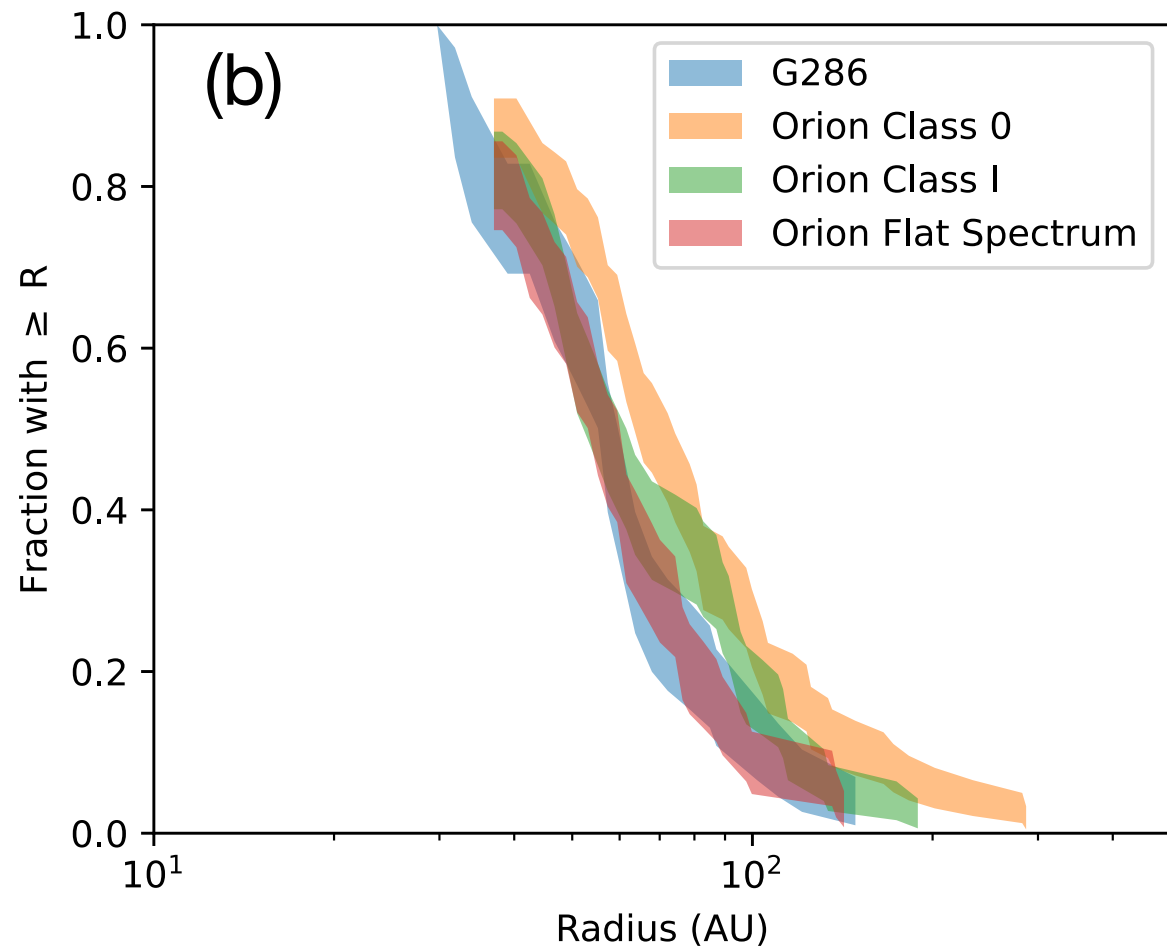 (b)
G286
Orion Class 0
Orion Class I
Orion Flat Spectrum
1.0
0.8
0.6
0.4
0.2
0.0
Fraction with ≥ R
10¹
10²
Radius (AU)